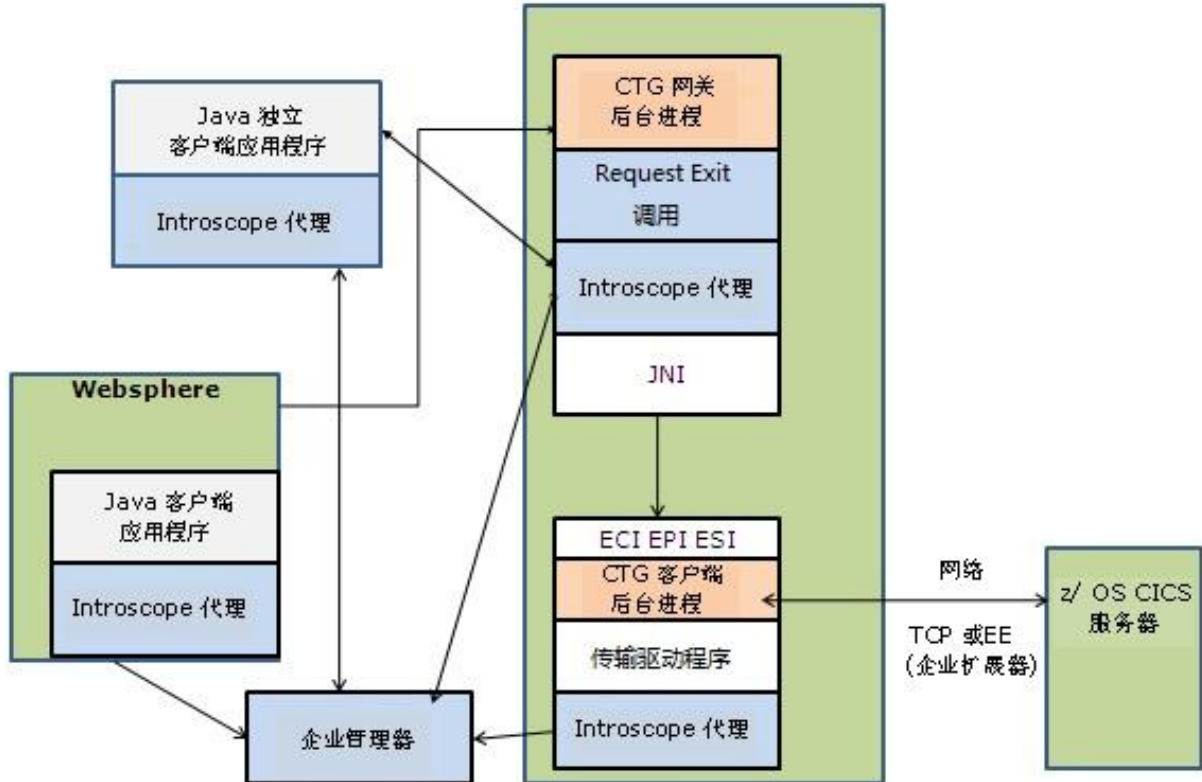 CTG 网关
后台进程
Request Exit
调用
Introscope 代理
JNI
Java 独立
客户端应用程序
Introscope 代理
Websphere
Java 客户端
应用程序
Introscope 代理
企业管理器
ECI EPI ESI
CTG 客户端
后台进程
传输驱动程序
Introscope 代理
网络
TCP 或EE
(企业扩展器)
z/ OS CICS
服务器